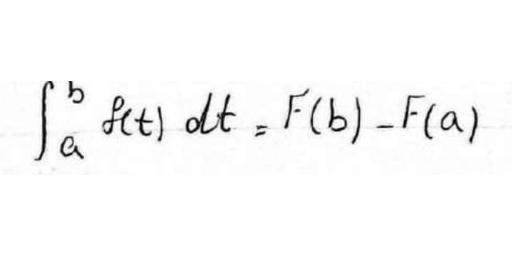 ∫_a^b f(t) dt = F(b) - F(a)